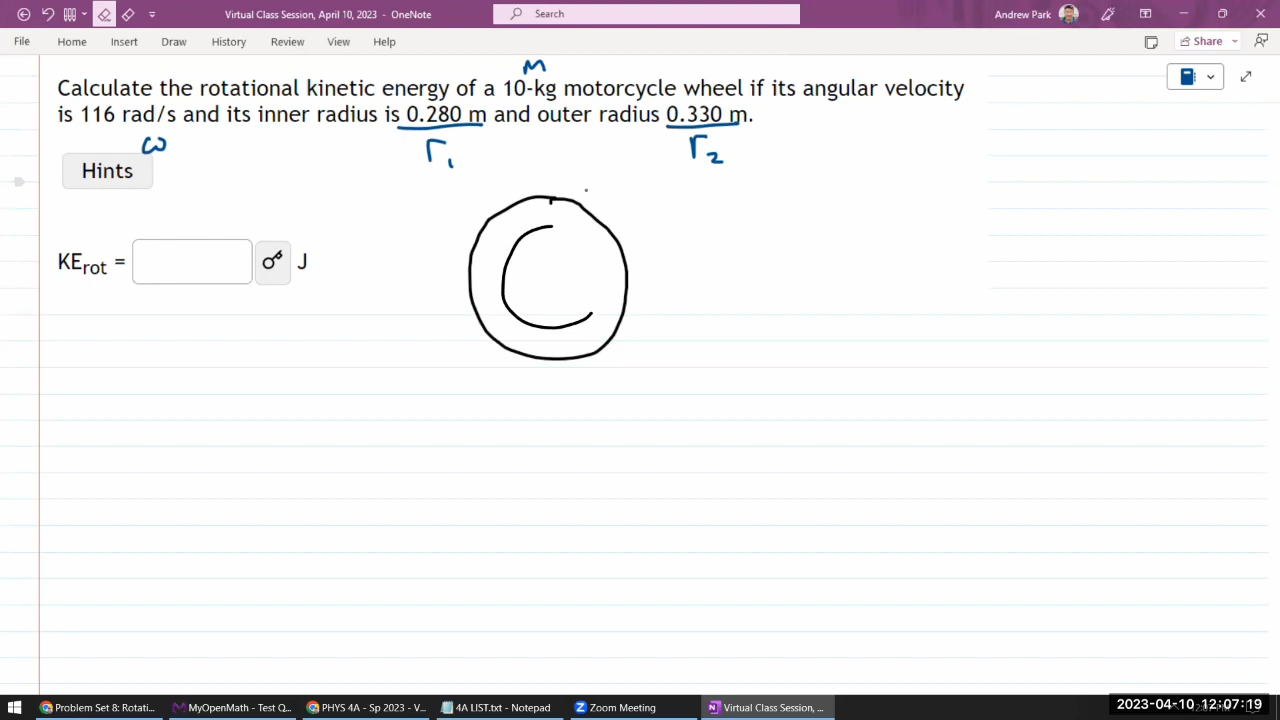 Virtual Class Session, April 10, 2023 - OneNote
Search
Andrew Park
File Home Insert Draw History Review View Help
Share
M
Calculate the rotational kinetic energy of a 10-kg motorcycle wheel if its angular velocity
is 116 rad/s and its inner radius is 0.280 m and outer radius 0.330 m.
ω r₁ r₂
Hints
KErot = J
Problem Set 8: Rotati... MyOpenMath - Test Q... PHYS 4A - Sp 2023 - V... 4A LIST.txt - Notepad Zoom Meeting Virtual Class Session,...
2023-04-10 12:07:19